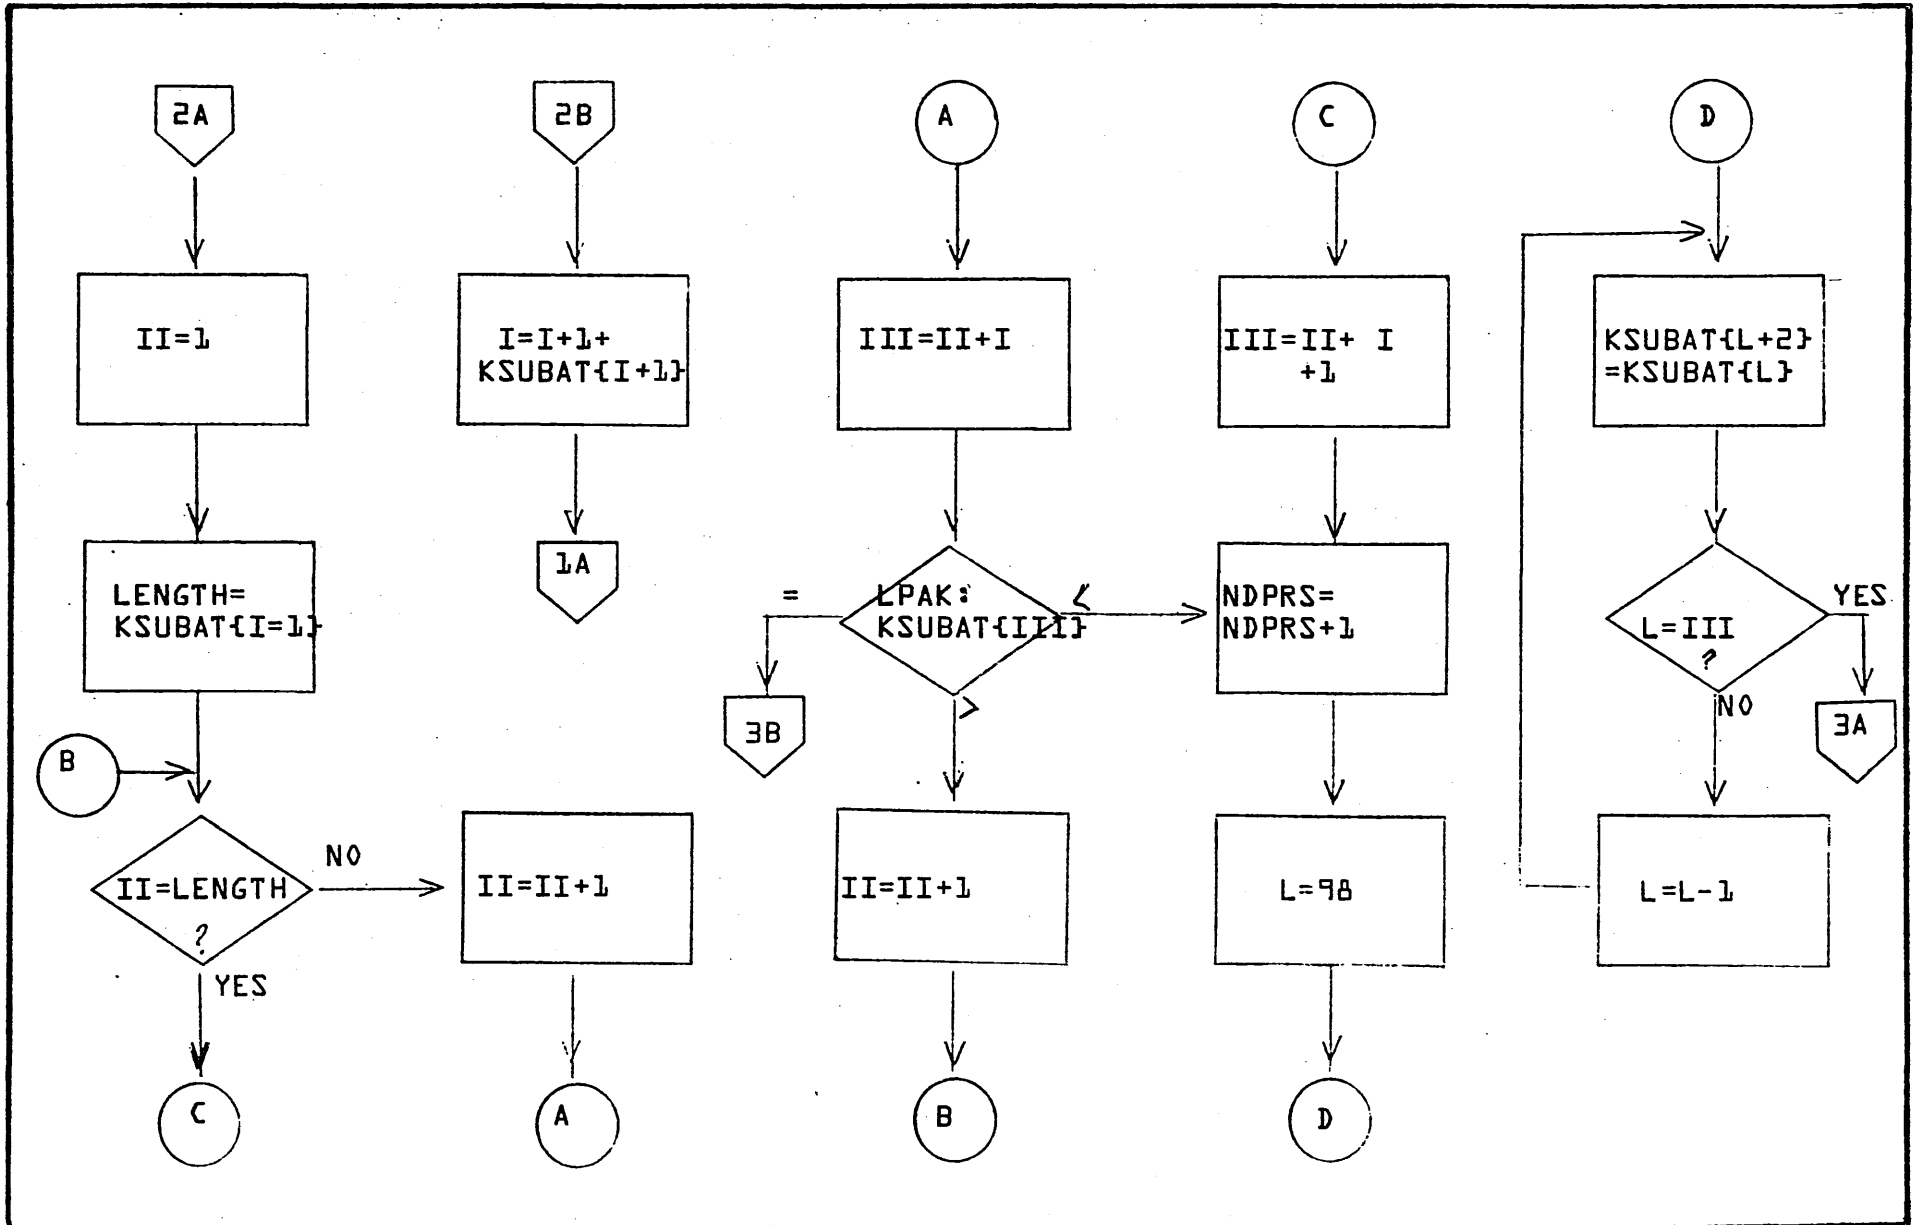 2A
II=1
LENGTH=
KSUBAT{I=1}
B
II=LENGTH
?
NO
YES
C
2B
I=I+1+
KSUBAT{I+1}
1A
II=II+1
A
A
III=II+I
LPAK:
KSUBAT{III}
=
<
>
3B
II=II+1
B
C
III=II+ I
+1
NDPRS=
NDPRS+1
L=98
D
D
KSUBAT{L+2}
=KSUBAT{L}
L=III
?
YES
NO
3A
L=L-1